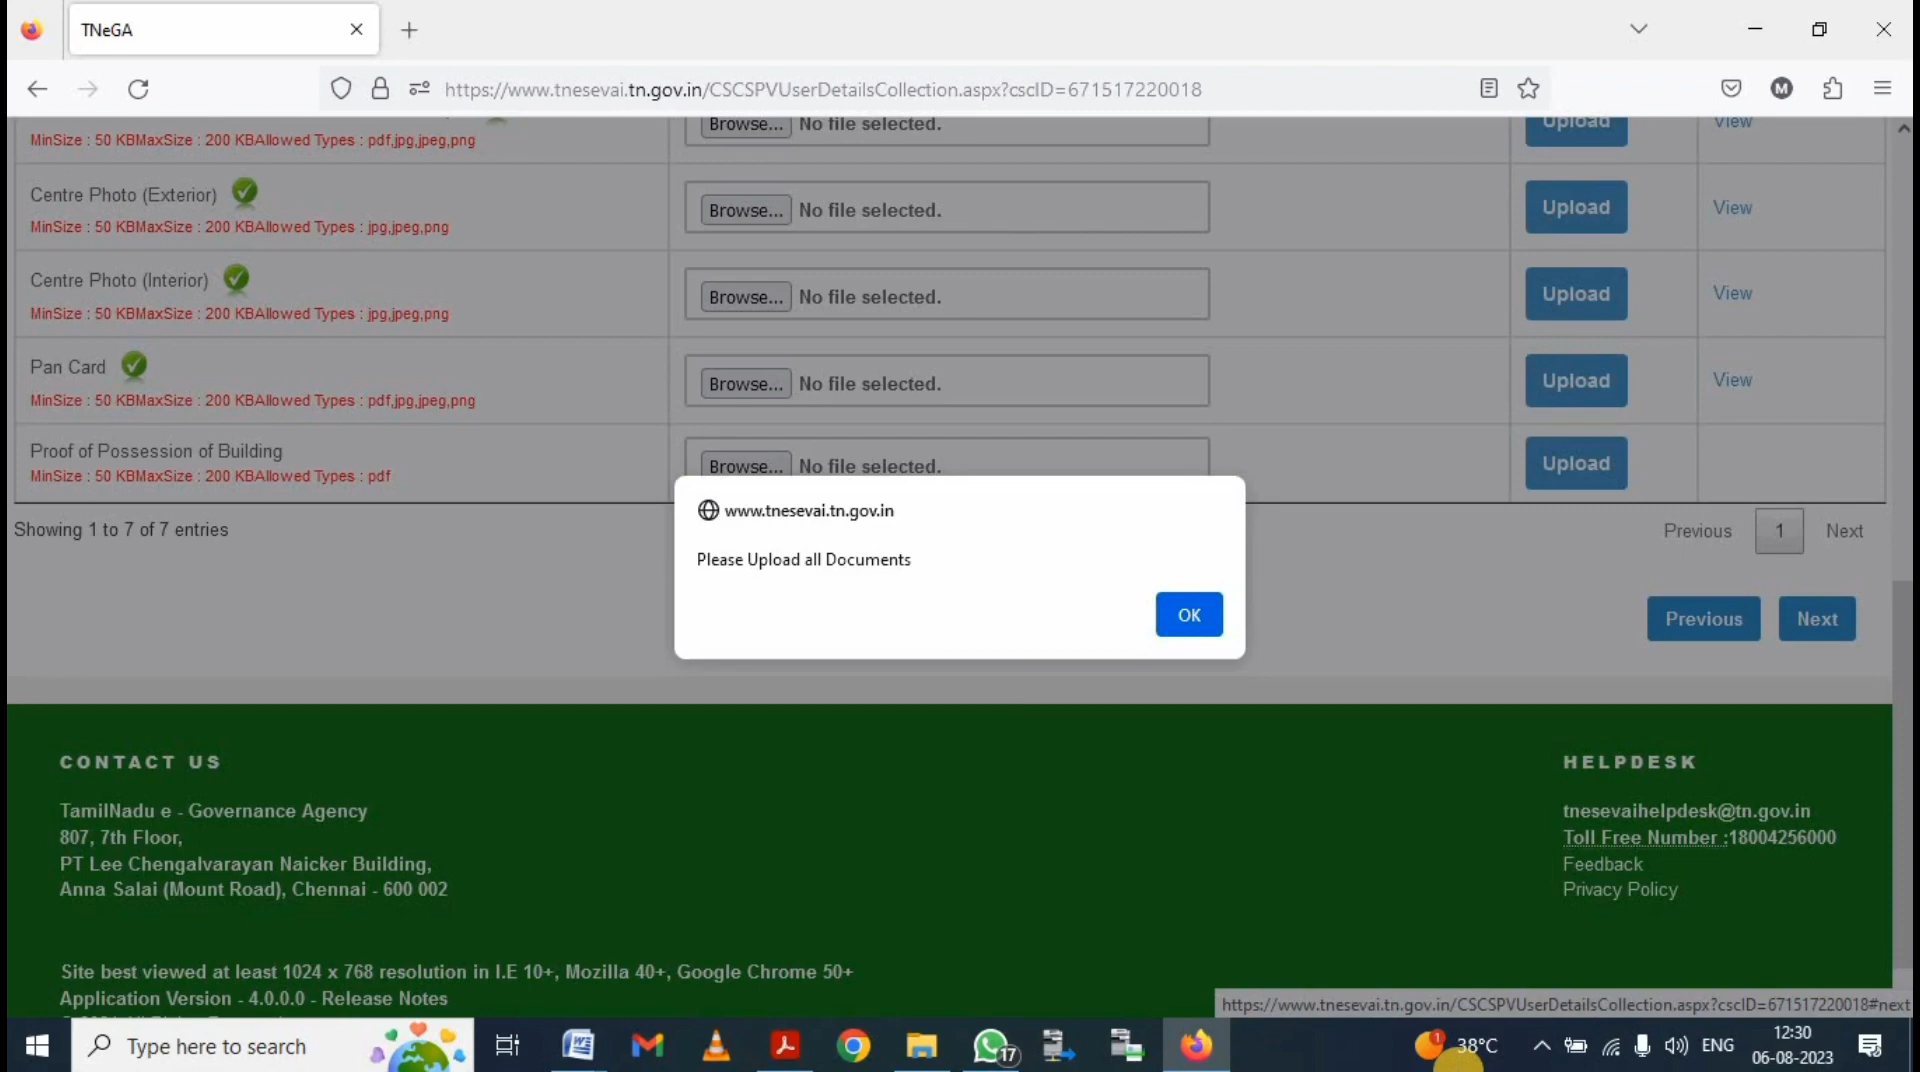 TNeGA
https://www.tnesevai.tn.gov.in/CSCSPVUserDetailsCollection.aspx?cscID=671517220018
M
MinSize : 50 KBMaxSize : 200 KBAllowed Types : pdf,jpg,jpeg,png
Browse... No file selected.
Upload
View
Centre Photo (Exterior)
MinSize : 50 KBMaxSize : 200 KBAllowed Types : jpg,jpeg,png
Browse... No file selected.
Upload
View
Centre Photo (Interior)
MinSize : 50 KBMaxSize : 200 KBAllowed Types : jpg,jpeg,png
Browse... No file selected.
Upload
View
Pan Card
MinSize : 50 KBMaxSize : 200 KBAllowed Types : pdf,jpg,jpeg,png
Browse... No file selected.
Upload
View
Proof of Possession of Building
MinSize : 50 KBMaxSize : 200 KBAllowed Types : pdf
Browse... No file selected.
Upload
www.tnesevai.tn.gov.in
Please Upload all Documents
OK
Showing 1 to 7 of 7 entries
Previous 1 Next
Previous
Next
CONTACT US
TamilNadu e - Governance Agency
807, 7th Floor,
PT Lee Chengalvarayan Naicker Building,
Anna Salai (Mount Road), Chennai - 600 002
HELPDESK
tnesevaihelpdesk@tn.gov.in
Toll Free Number :18004256000
Feedback
Privacy Policy
Site best viewed at least 1024 x 768 resolution in I.E 10+, Mozilla 40+, Google Chrome 50+
Application Version - 4.0.0.0 - Release Notes
https://www.tnesevai.tn.gov.in/CSCSPVUserDetailsCollection.aspx?cscID=671517220018#next
Type here to search
17
1
38°C
ENG
12:30
06-08-2023